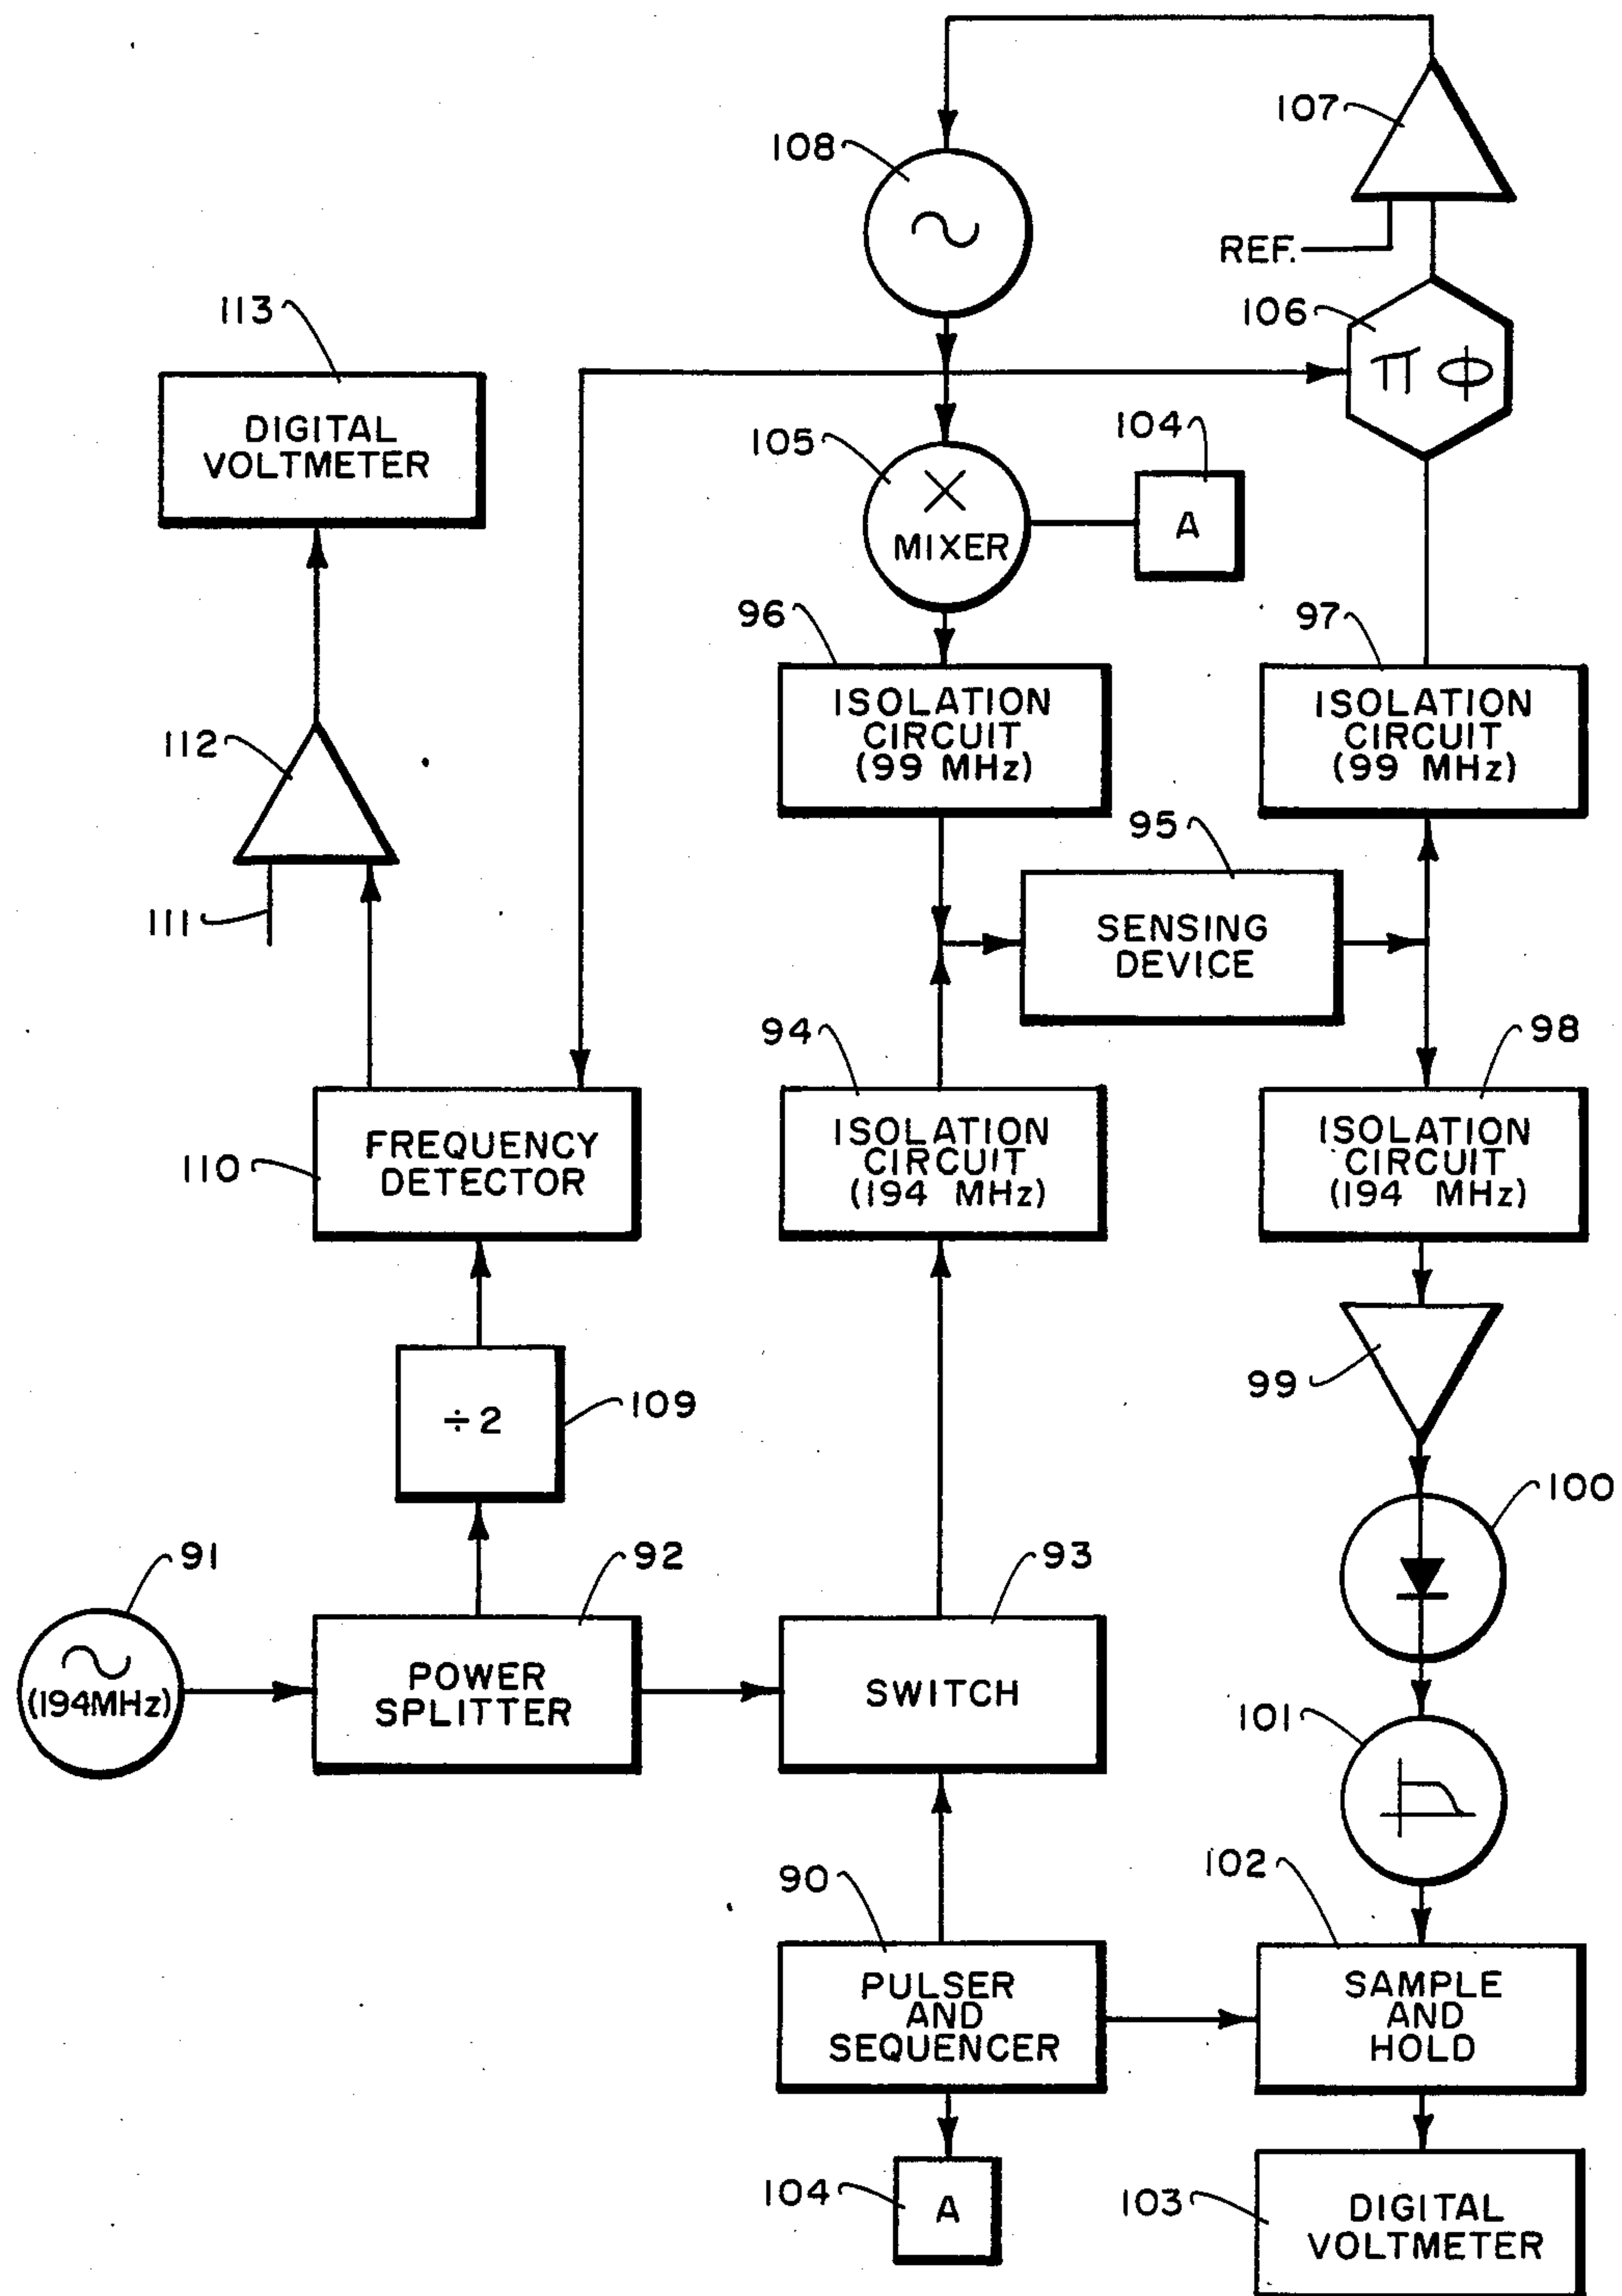 107
108
REF.
106
π ϕ
113
DIGITAL
VOLTMETER
104
A
105
X
MIXER
96
ISOLATION
CIRCUIT
(99 MHz)
97
ISOLATION
CIRCUIT
(99 MHz)
112
111
95
SENSING
DEVICE
94
ISOLATION
CIRCUIT
(194 MHz)
98
ISOLATION
CIRCUIT
(194 MHz)
110
FREQUENCY
DETECTOR
99
÷2
109
100
91
(194MHz)
92
POWER
SPLITTER
93
SWITCH
101
90
PULSER
AND
SEQUENCER
102
SAMPLE
AND
HOLD
104
A
103
DIGITAL
VOLTMETER